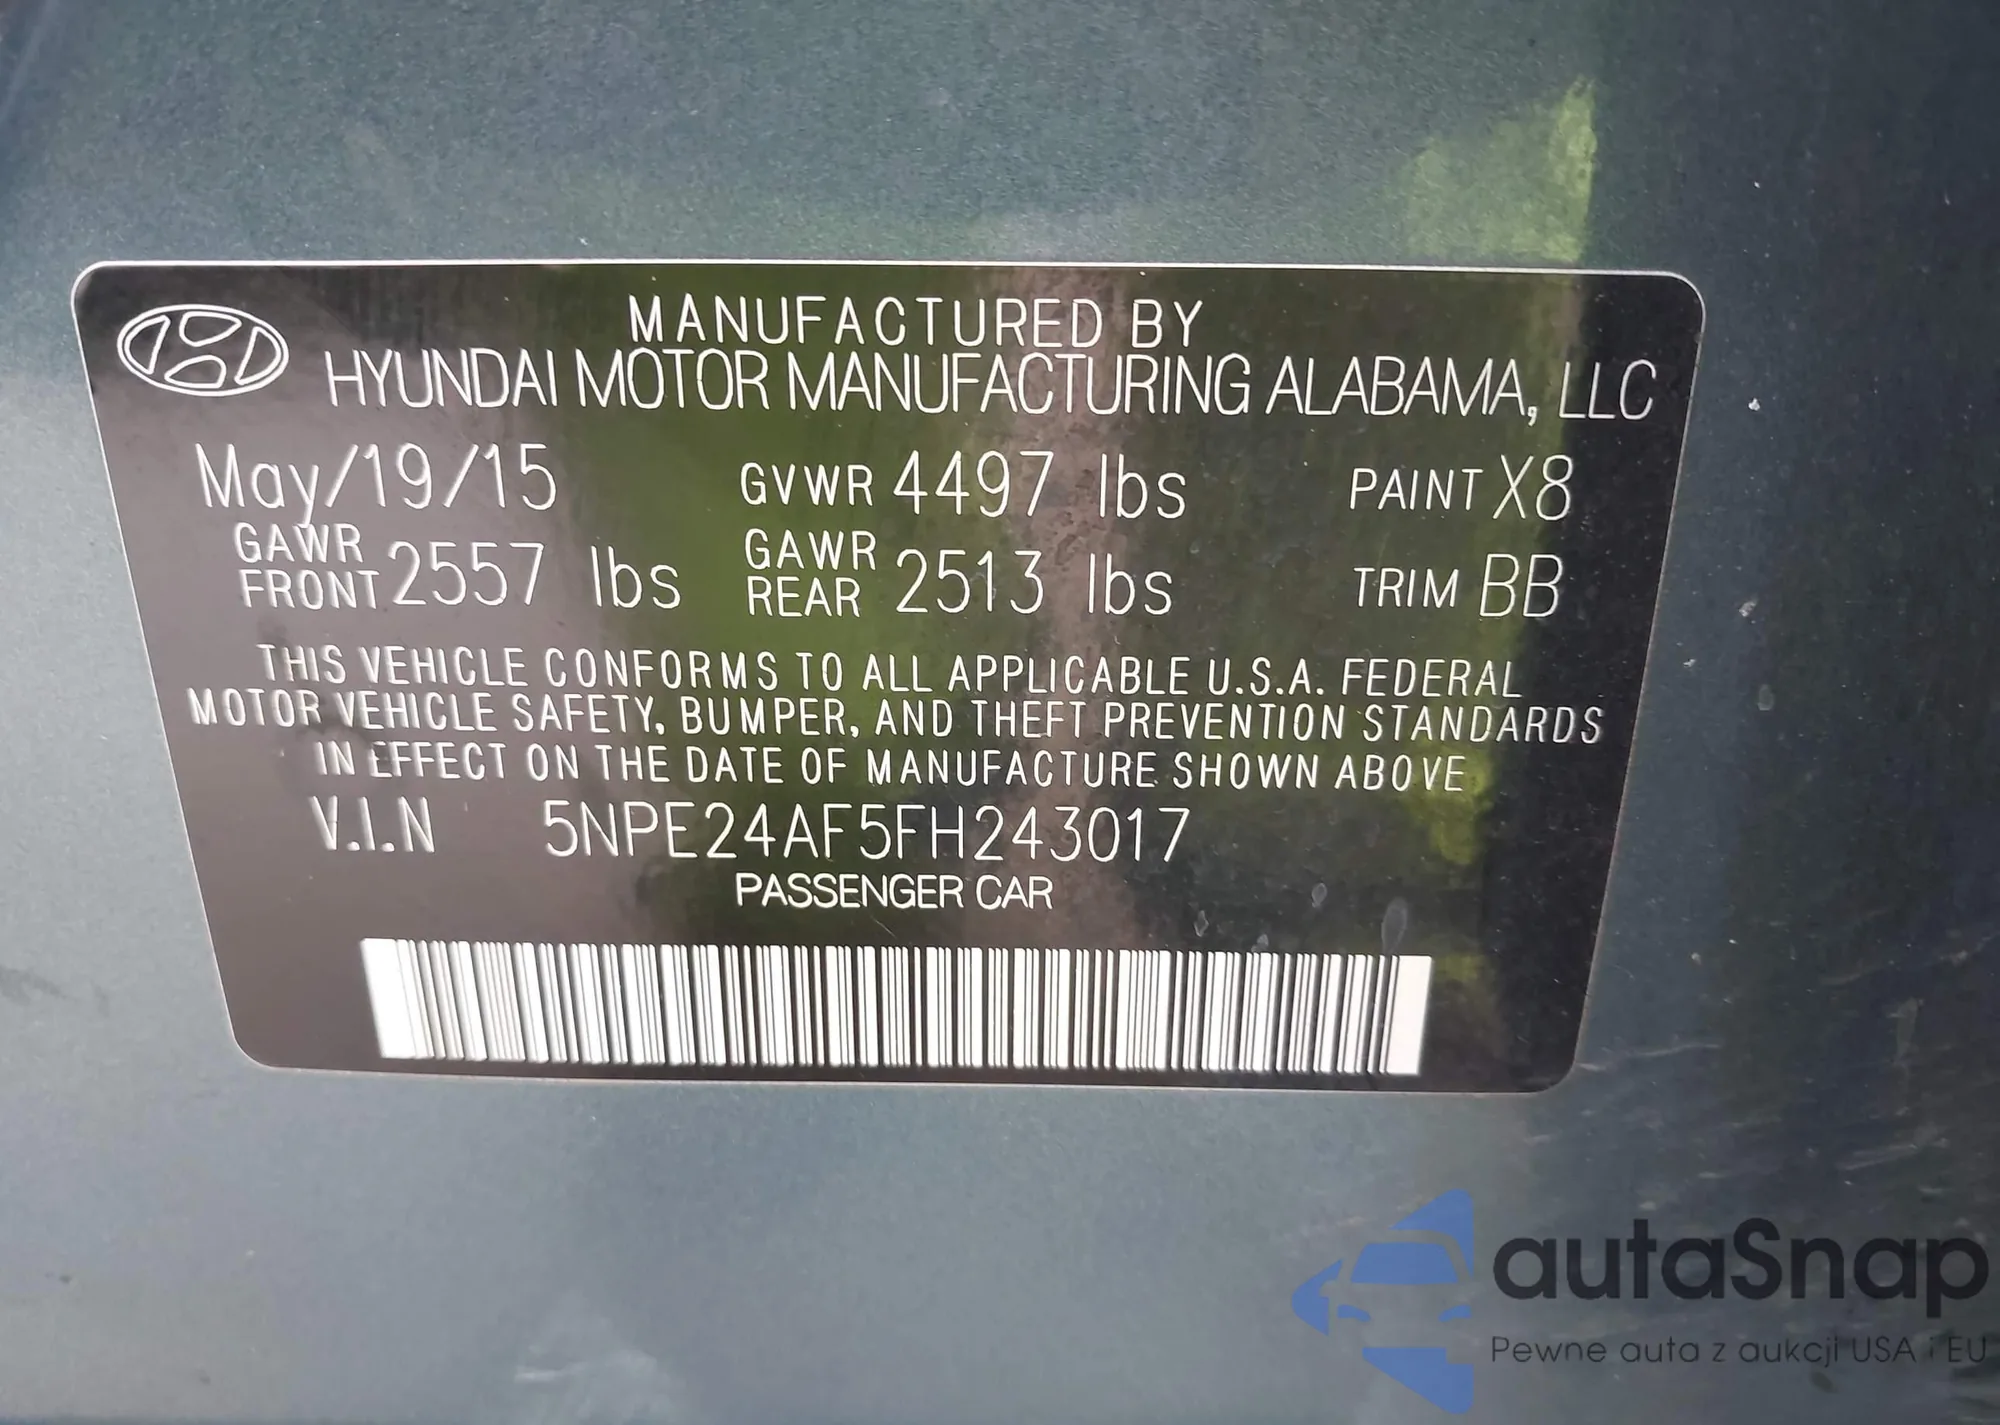 MANUFACTURED BY
HYUNDAI MOTOR MANUFACTURING ALABAMA, LLC
May/19/15 GVWR 4497 lbs PAINT X8
GAWR FRONT 2557 lbs GAWR REAR 2513 lbs TRIM BB
THIS VEHICLE CONFORMS TO ALL APPLICABLE U.S.A. FEDERAL
MOTOR VEHICLE SAFETY, BUMPER, AND THEFT PREVENTION STANDARDS
IN EFFECT ON THE DATE OF MANUFACTURE SHOWN ABOVE
V.I.N 5NPE24AF5FH243017
PASSENGER CAR
autaSnap
Pewne auta z aukcji USA i EU